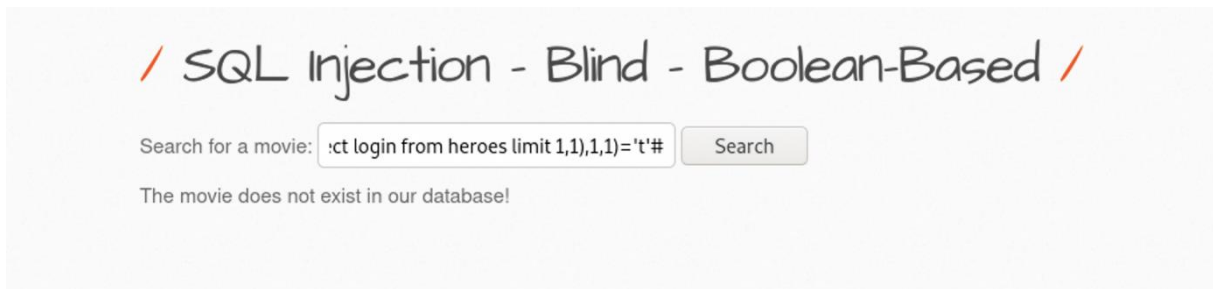 / SQL Injection - Blind - Boolean-Based /
Search for a movie: ct login from heroes limit 1,1),1,1)='t'# Search
The movie does not exist in our database!